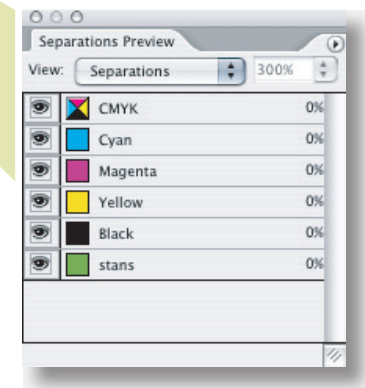 Separations Preview
View: Separations 300%
CMYK 0%
Cyan 0%
Magenta 0%
Yellow 0%
Black 0%
stans 0%